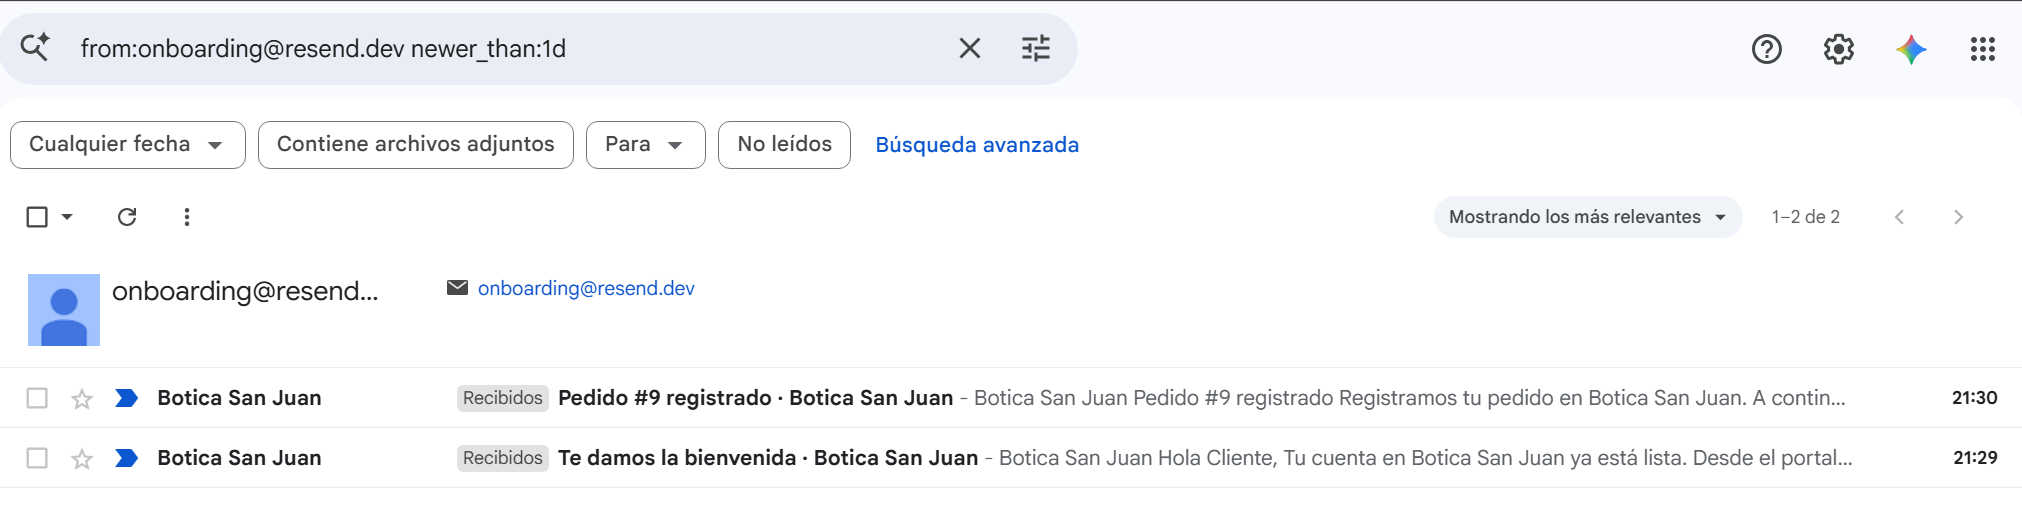 from:onboarding@resend.dev newer_than:1d
Cualquier fecha Contiene archivos adjuntos Para No leídos Búsqueda avanzada
Mostrando los más relevantes 1–2 de 2
onboarding@resend... onboarding@resend.dev
Botica San Juan Recibidos Pedido #9 registrado · Botica San Juan - Botica San Juan Pedido #9 registrado Registramos tu pedido en Botica San Juan. A contin... 21:30
Botica San Juan Recibidos Te damos la bienvenida · Botica San Juan - Botica San Juan Hola Cliente, Tu cuenta en Botica San Juan ya está lista. Desde el portal... 21:29